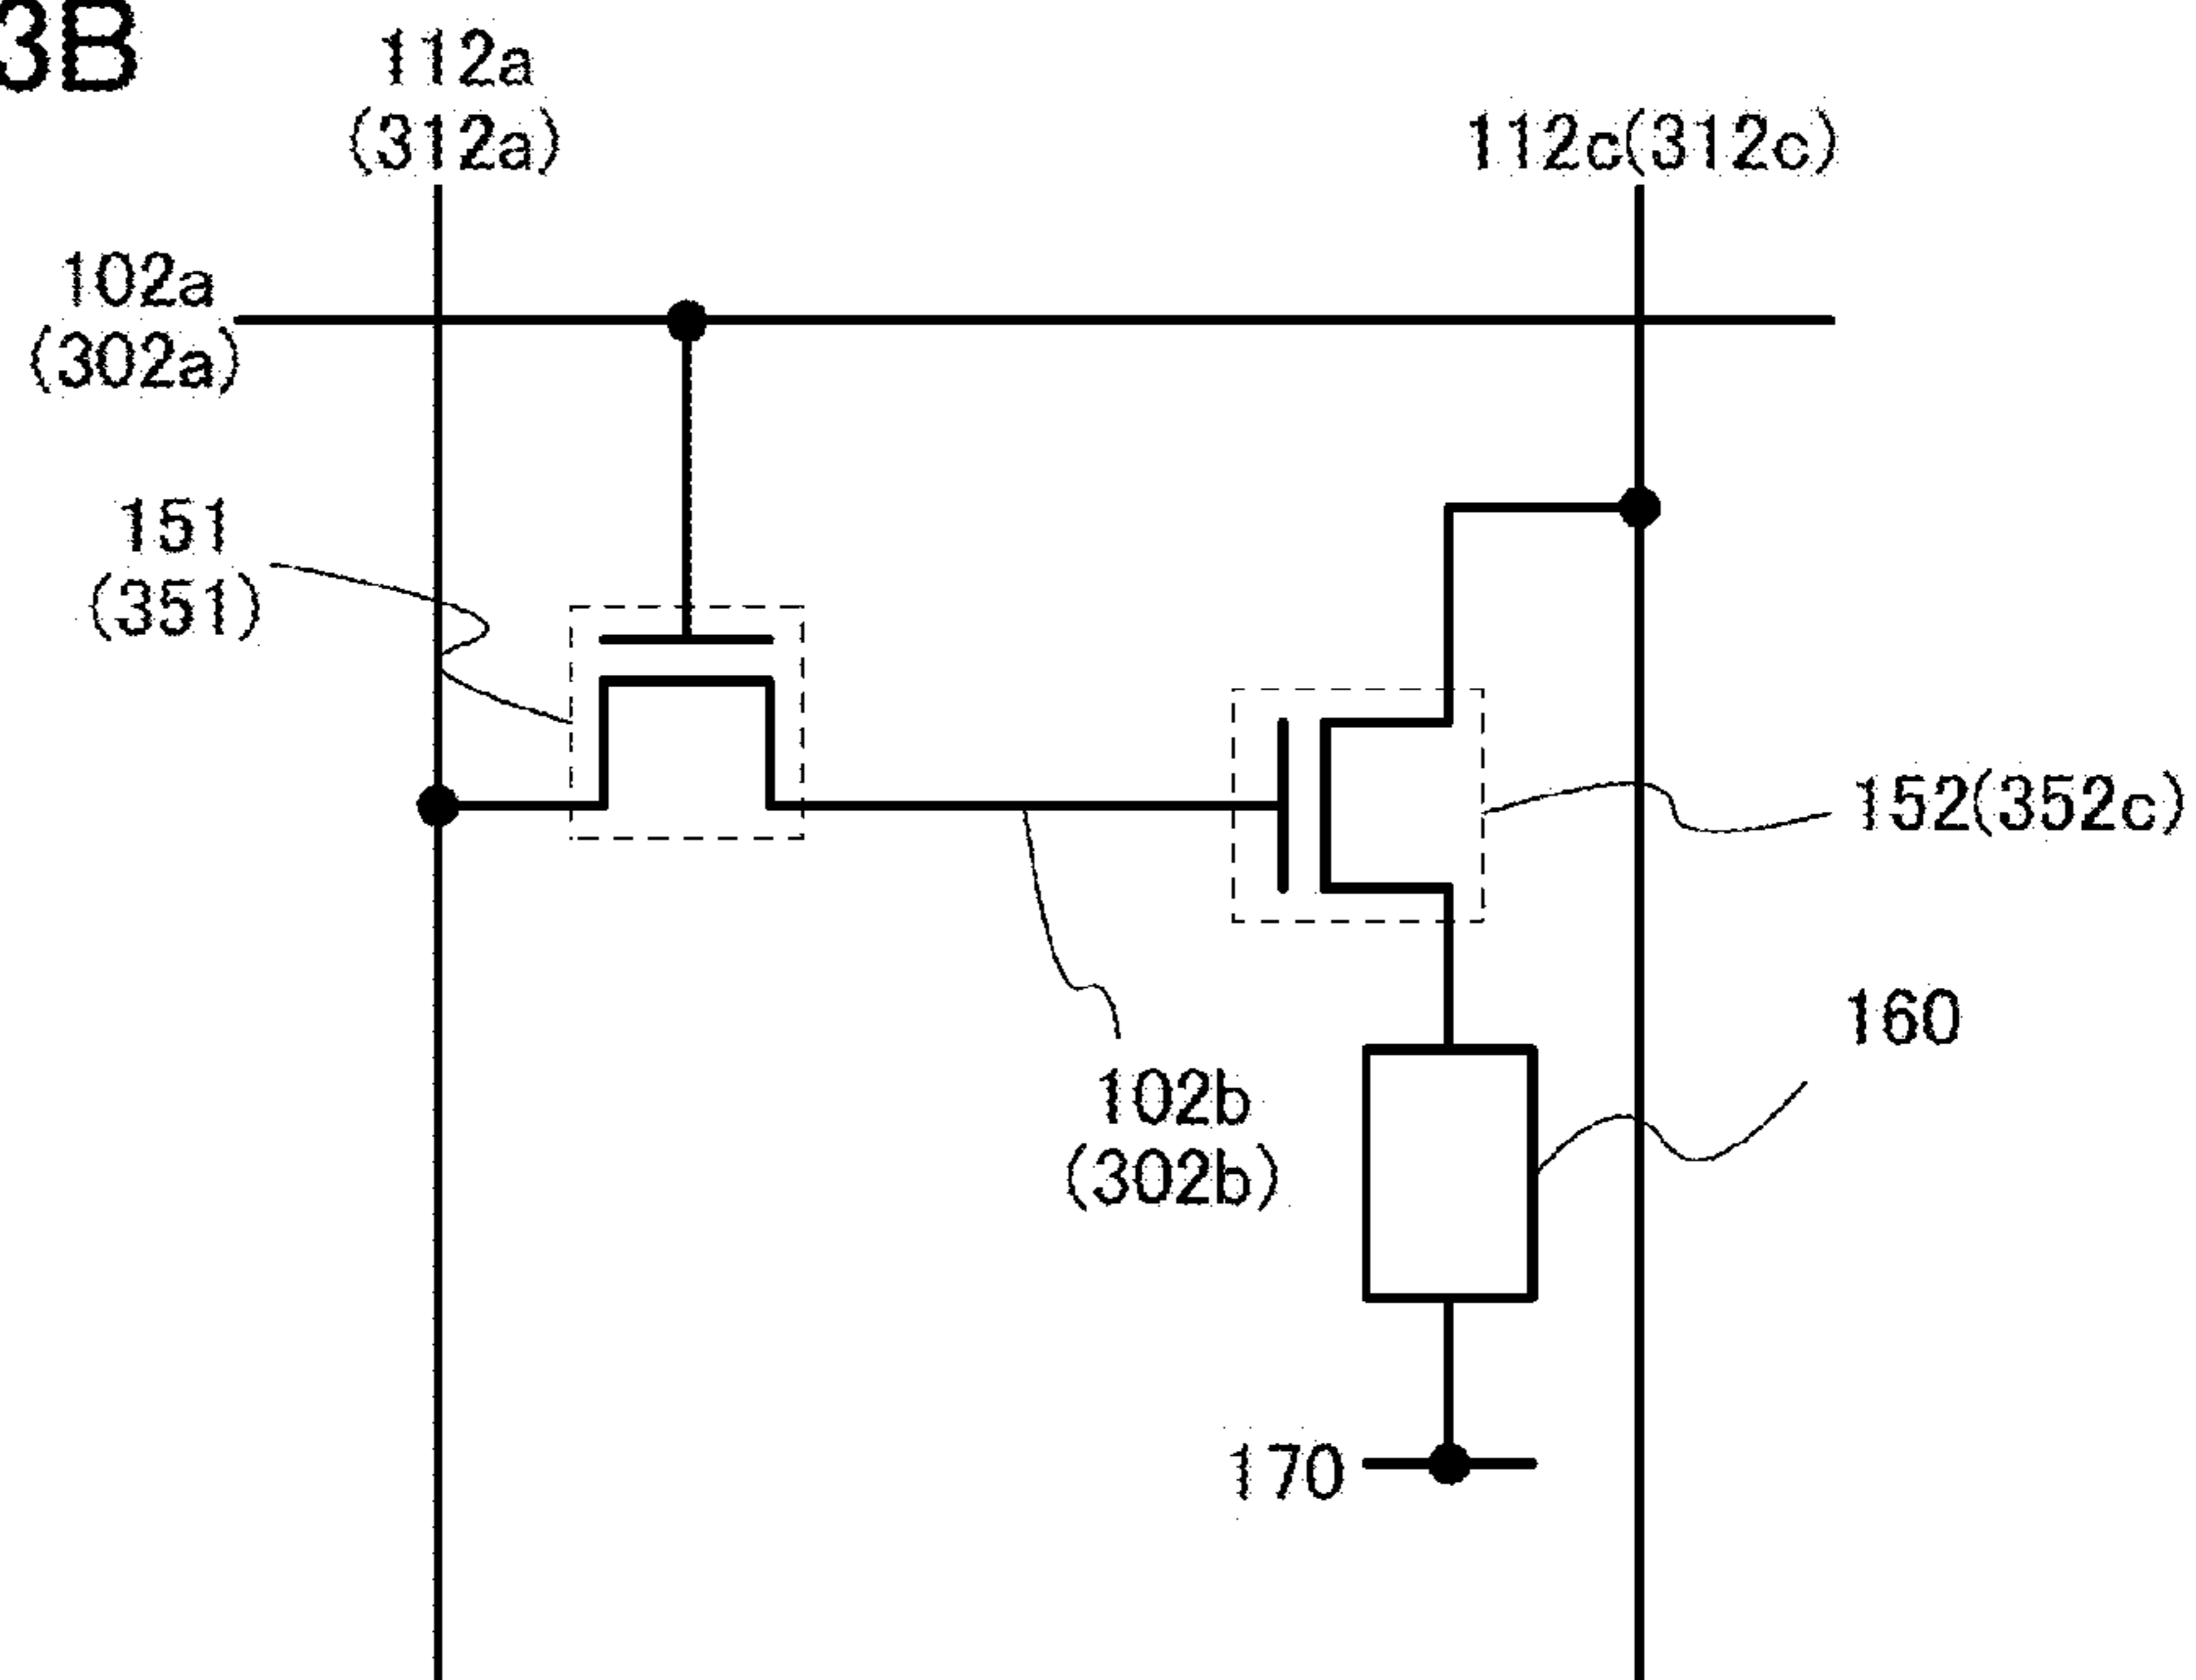 3B
112a
(312a)
112c(312c)
102a
(302a)
151
(351)
152(352c)
160
102b
(302b)
170